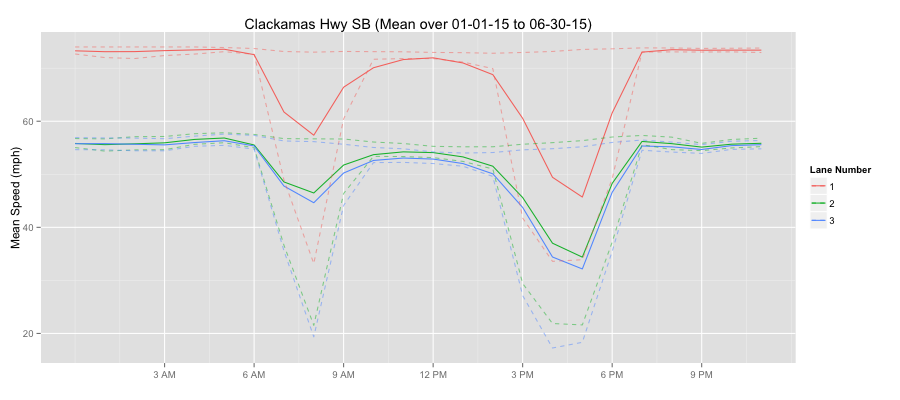 Clackamas Hwy SB (Mean over 01-01-15 to 06-30-15)
Mean Speed (mph)
60
40
20
3 AM
6 AM
9 AM
12 PM
3 PM
6 PM
9 PM
Lane Number
1
2
3